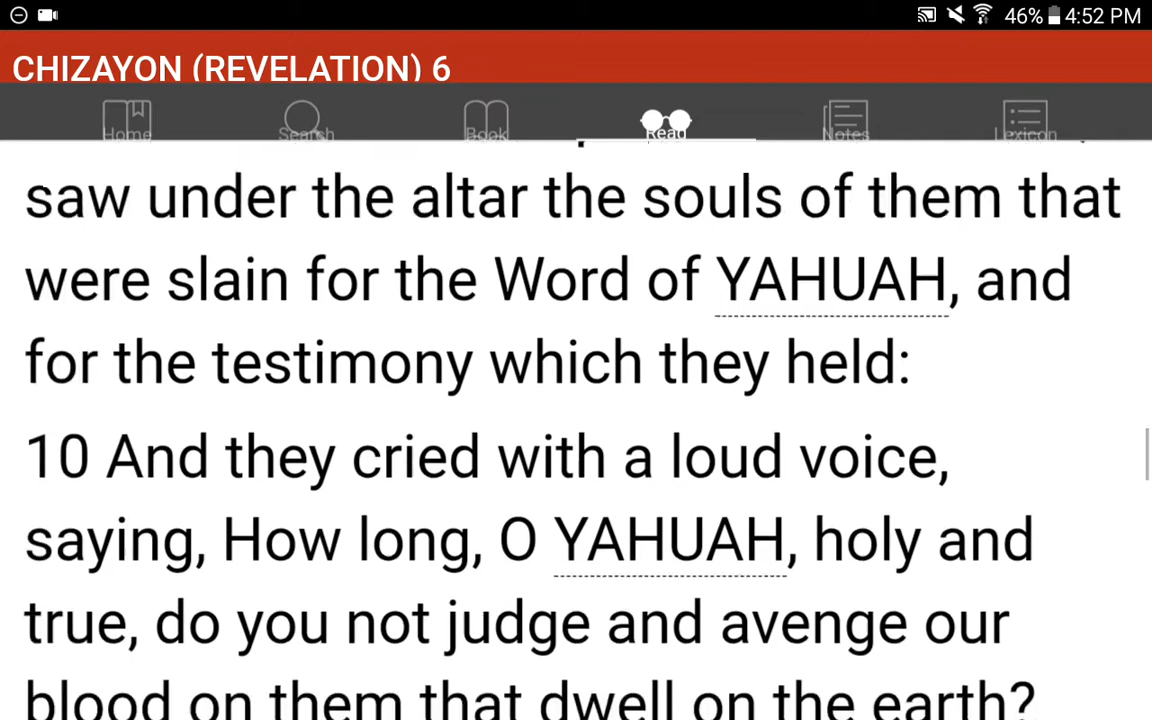 46% 4:52 PM
CHIZAYON (REVELATION) 6
Home Search Book Read Notes Lexicon
saw under the altar the souls of them that
were slain for the Word of YAHUAH, and
for the testimony which they held:
10 And they cried with a loud voice,
saying, How long, O YAHUAH, holy and
true, do you not judge and avenge our
blood on them that dwell on the earth?